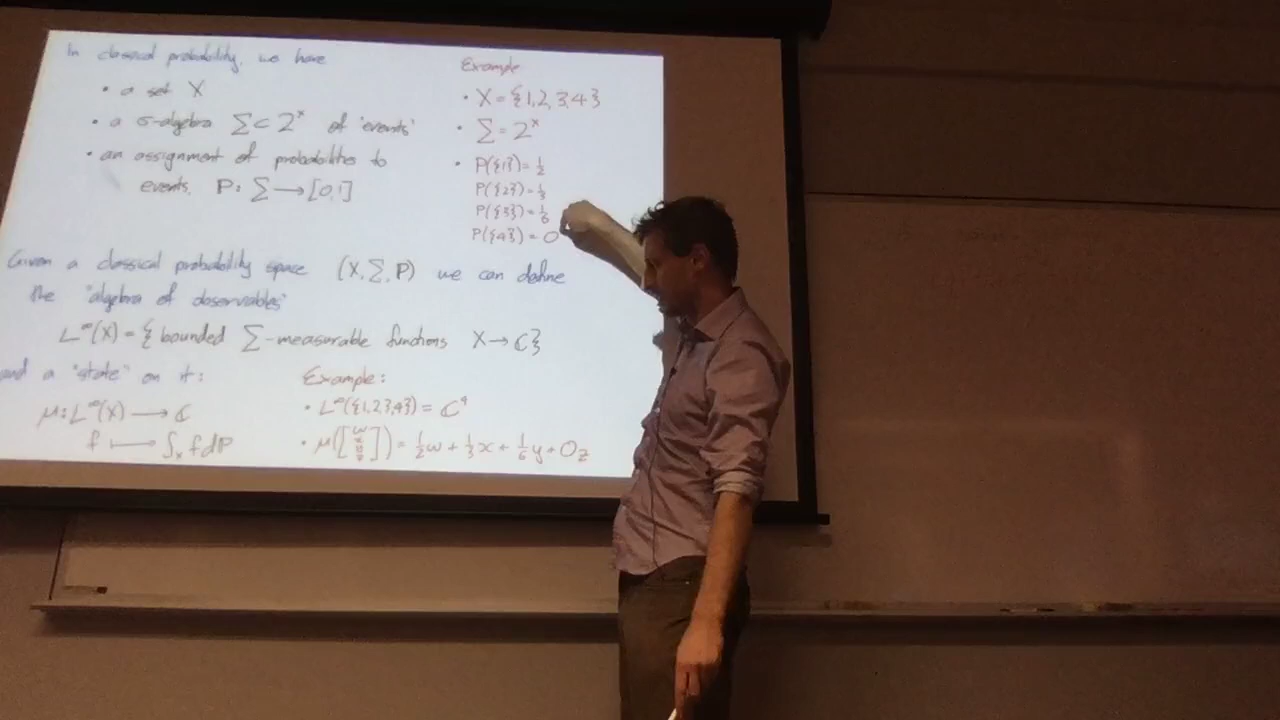 In classical probability, we have
• a set X
• a σ-algebra Σ ⊂ 2^X of 'events'
• an assignment of probabilities to
events, P: Σ → [0,1]
Example
• X = {1,2,3,4}
• Σ = 2^X
• P({1}) = 1/2
P({2}) = 1/3
P({3}) = 1/6
P({4}) = 0
Given a classical probability space (X, Σ, P) we can define
the "algebra of observables"
L^∞(X) = { bounded Σ-measurable functions X → ℂ }
and a "state" on it:
μ: L^∞(X) → ℂ
f ↦ ∫_X f dP
Example:
• L^∞({1,2,3,4}) = ℂ^4
• μ([w x y z]) = 1/2 w + 1/3 x + 1/6 y + 0z